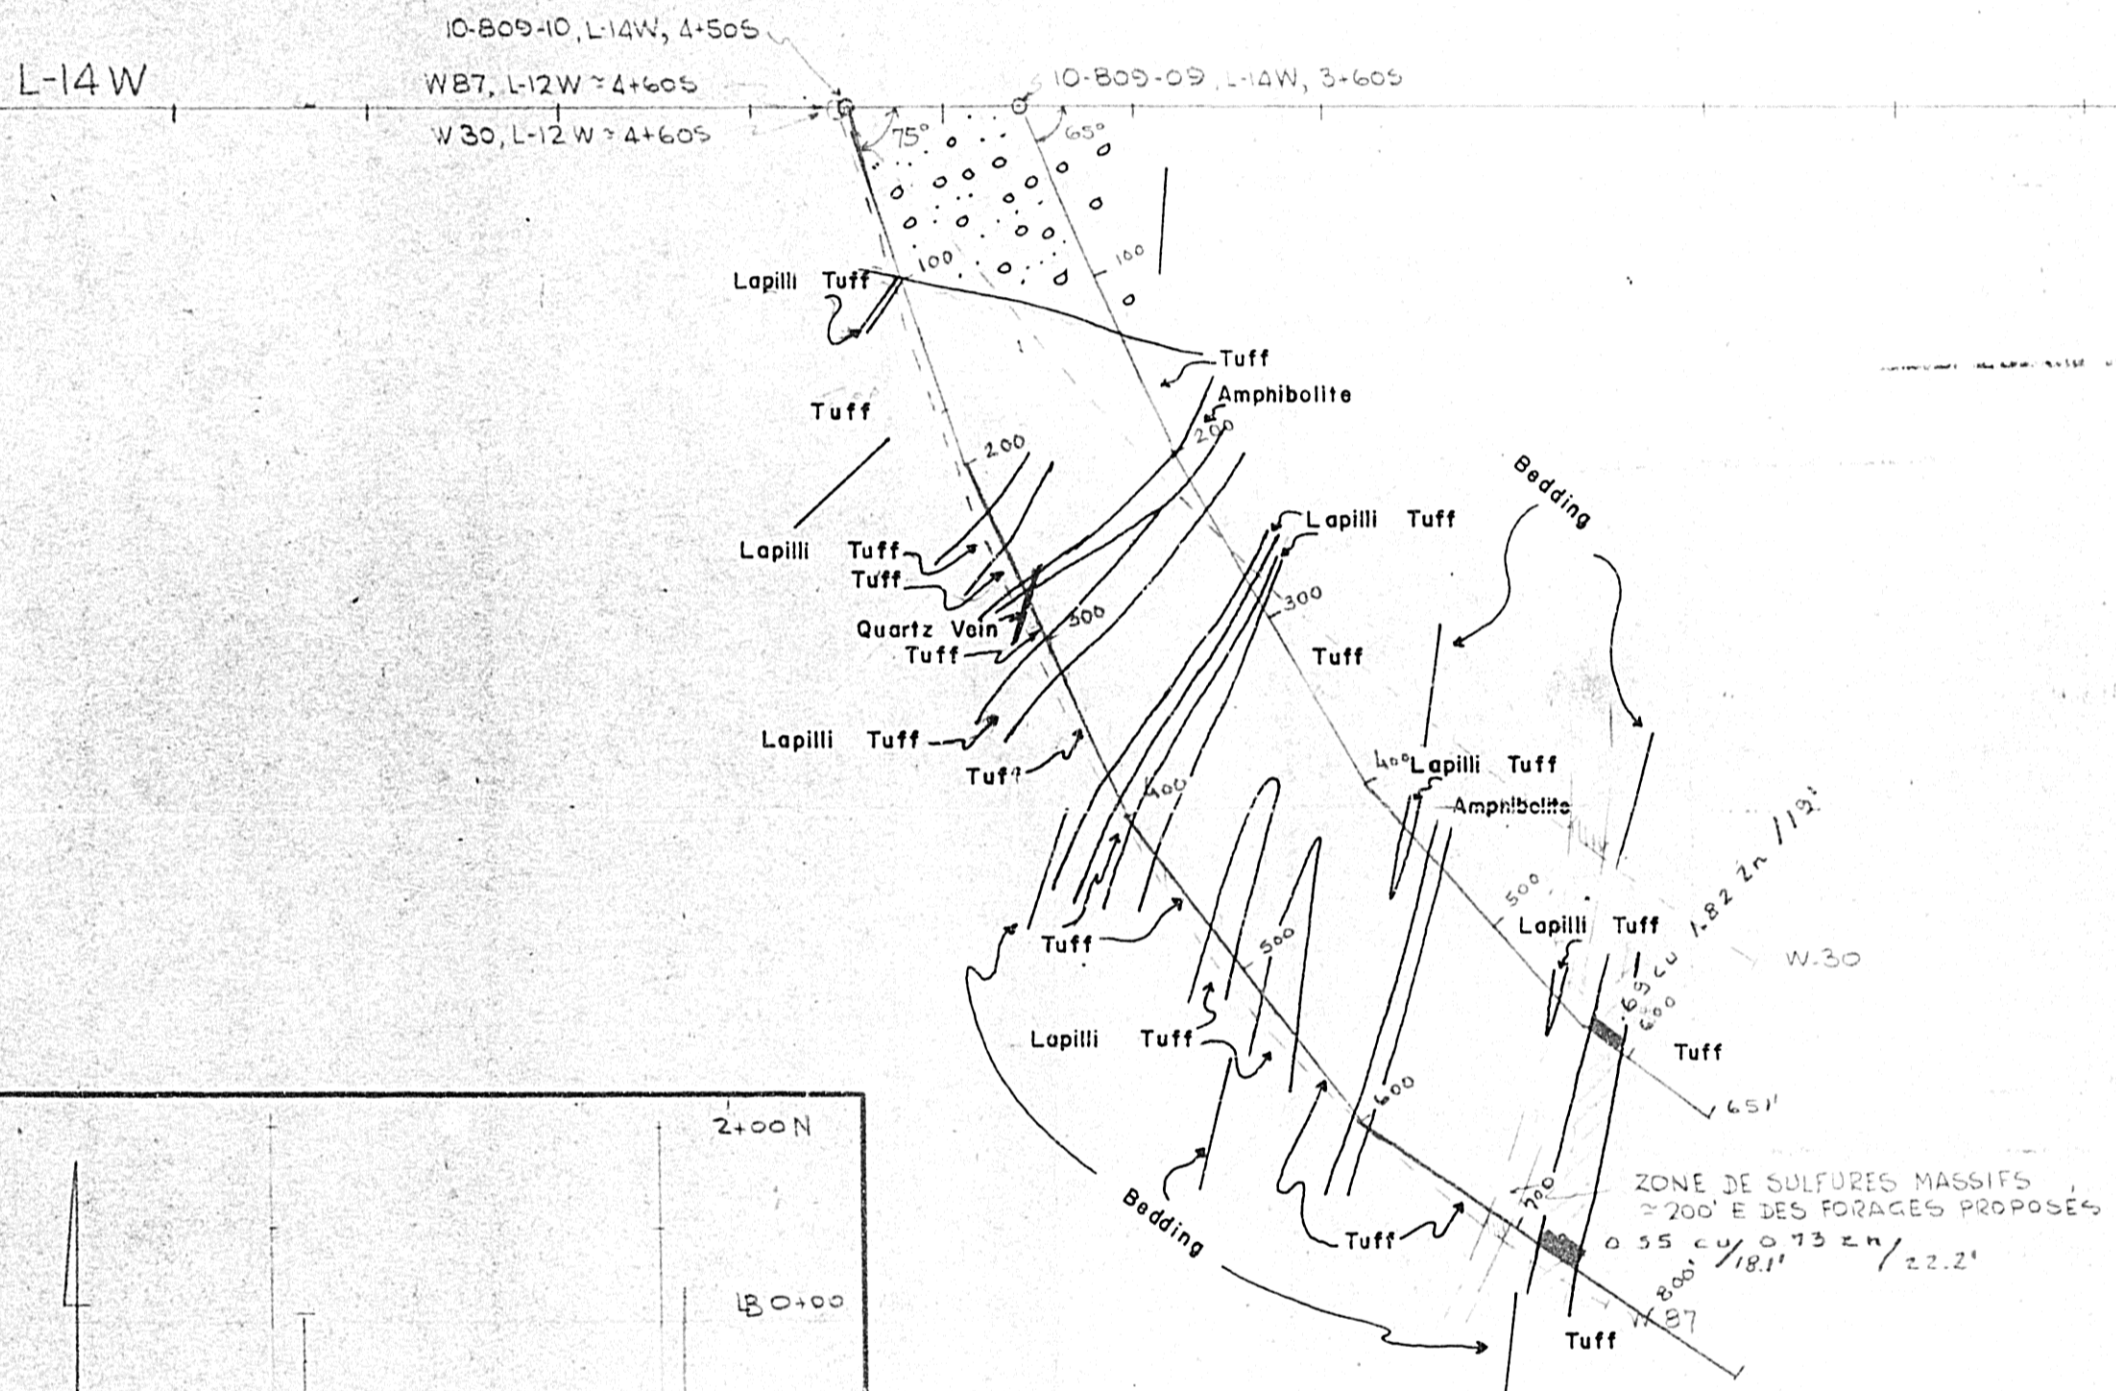 10-809-10, L-14W, 4+50S
L-14W
W87, L-12W ≃ 4+60S
10-809-09, L-14W, 3+60S
W30, L-12W ≃ 4+60S
75°
65°
100
100
Lapilli Tuff
Tuff
Amphibolite
Tuff
200
200
Bedding
Lapilli Tuff
Lapilli Tuff
Tuff
300
Quartz Vein
300
Tuff
Tuff
Lapilli Tuff
Tuff
400
Lapilli Tuff
400
Amphibolite
1.82 Zn /19'
500
Lapilli Tuff
.69 cu
Tuff
500
W-30
600
Lapilli Tuff
Tuff
600
651'
2+00N
ZONE DE SULFURES MASSIFS
≃ 200' E DES FORAGES PROPOSÉS
700
Bedding
Tuff
0 55 cu/18.1' 0 73 zn/22.2'
800'
LB 0+00
W87
Tuff